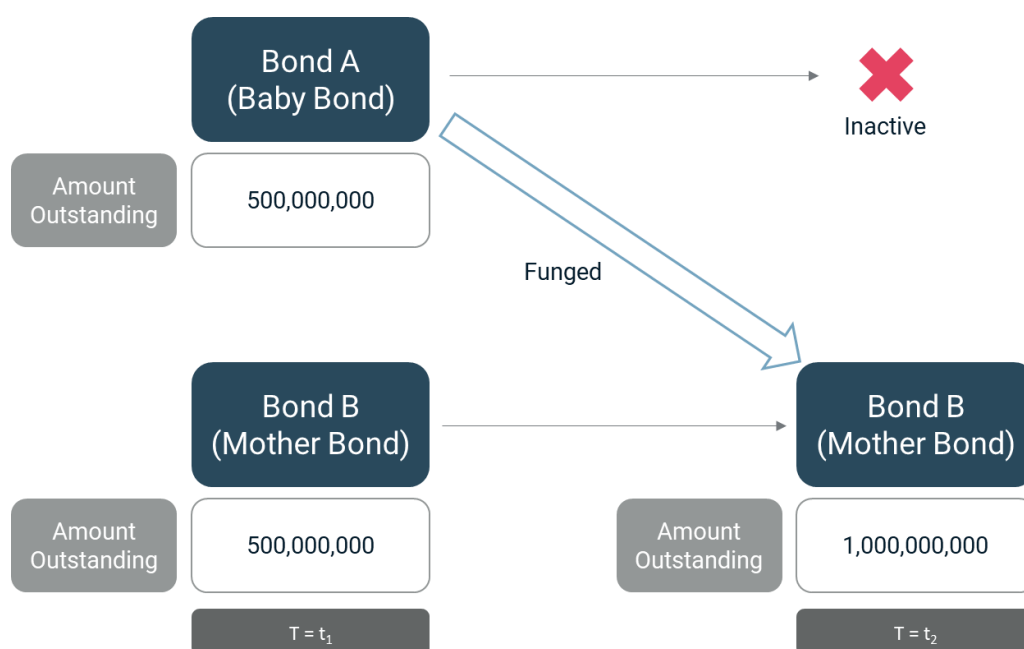 Bond A
(Baby Bond)
Inactive
Amount
Outstanding
500,000,000
Funged
Bond B
(Mother Bond)
Bond B
(Mother Bond)
Amount
Outstanding
500,000,000
Amount
Outstanding
1,000,000,000
T = t₁
T = t₂